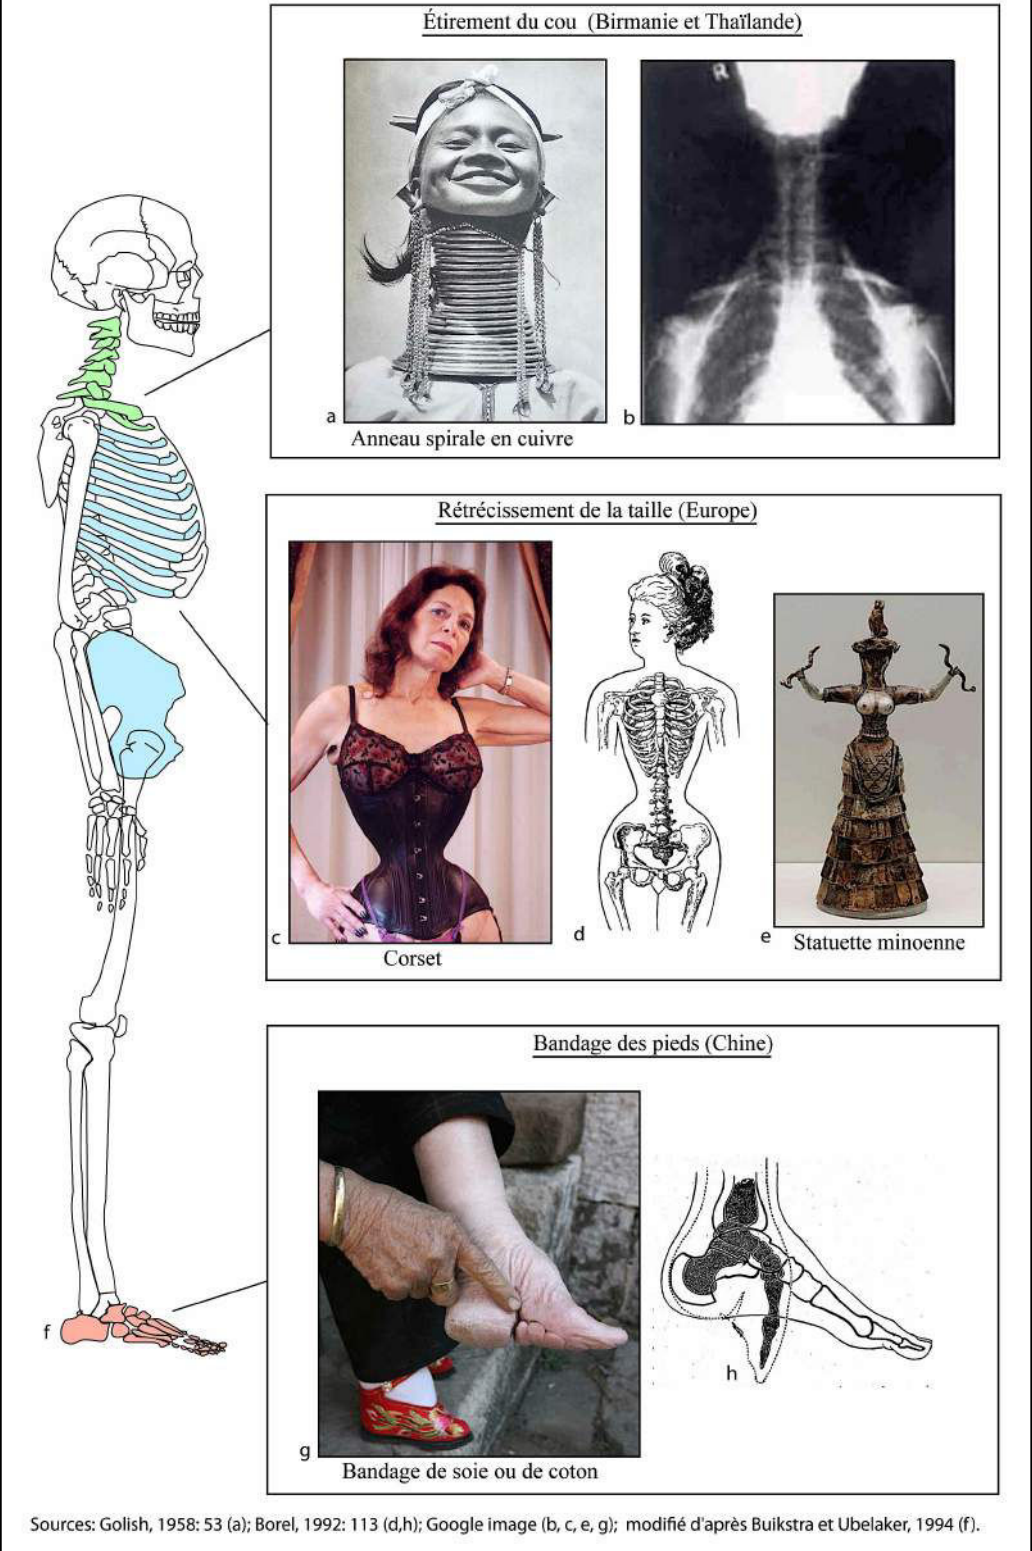 Étirement du cou (Birmanie et Thaïlande)
R
a
b
Anneau spirale en cuivre
Rétrécissement de la taille (Europe)
c
d
e
Corset
Statuette minoenne
Bandage des pieds (Chine)
f
g
h
Bandage de soie ou de coton
Sources: Golish, 1958: 53 (a); Borel, 1992: 113 (d,h); Google image (b, c, e, g); modifié d'après Buikstra et Ubelaker, 1994 (f).